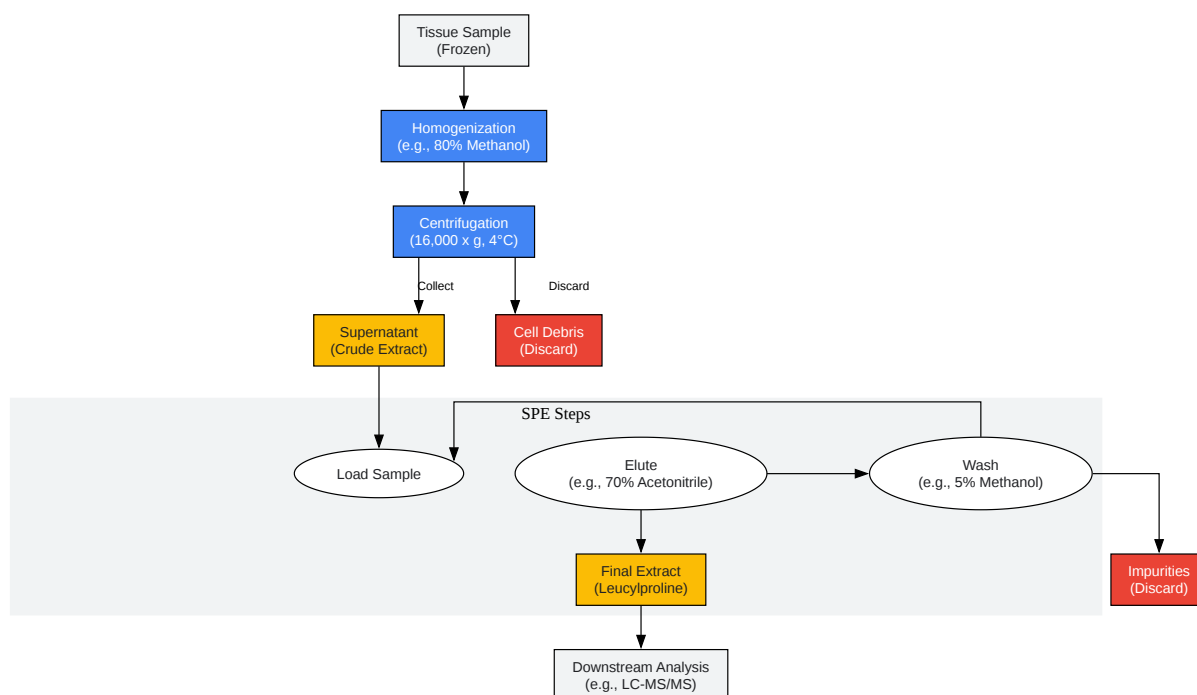 Tissue Sample
(Frozen)
Homogenization
(e.g., 80% Methanol)
Centrifugation
(16,000 x g, 4°C)
Collect
Discard
Supernatant
(Crude Extract)
Cell Debris
(Discard)
SPE Steps
Load Sample
Elute
(e.g., 70% Acetonitrile)
Wash
(e.g., 5% Methanol)
Final Extract
(Leucylproline)
Impurities
(Discard)
Downstream Analysis
(e.g., LC-MS/MS)